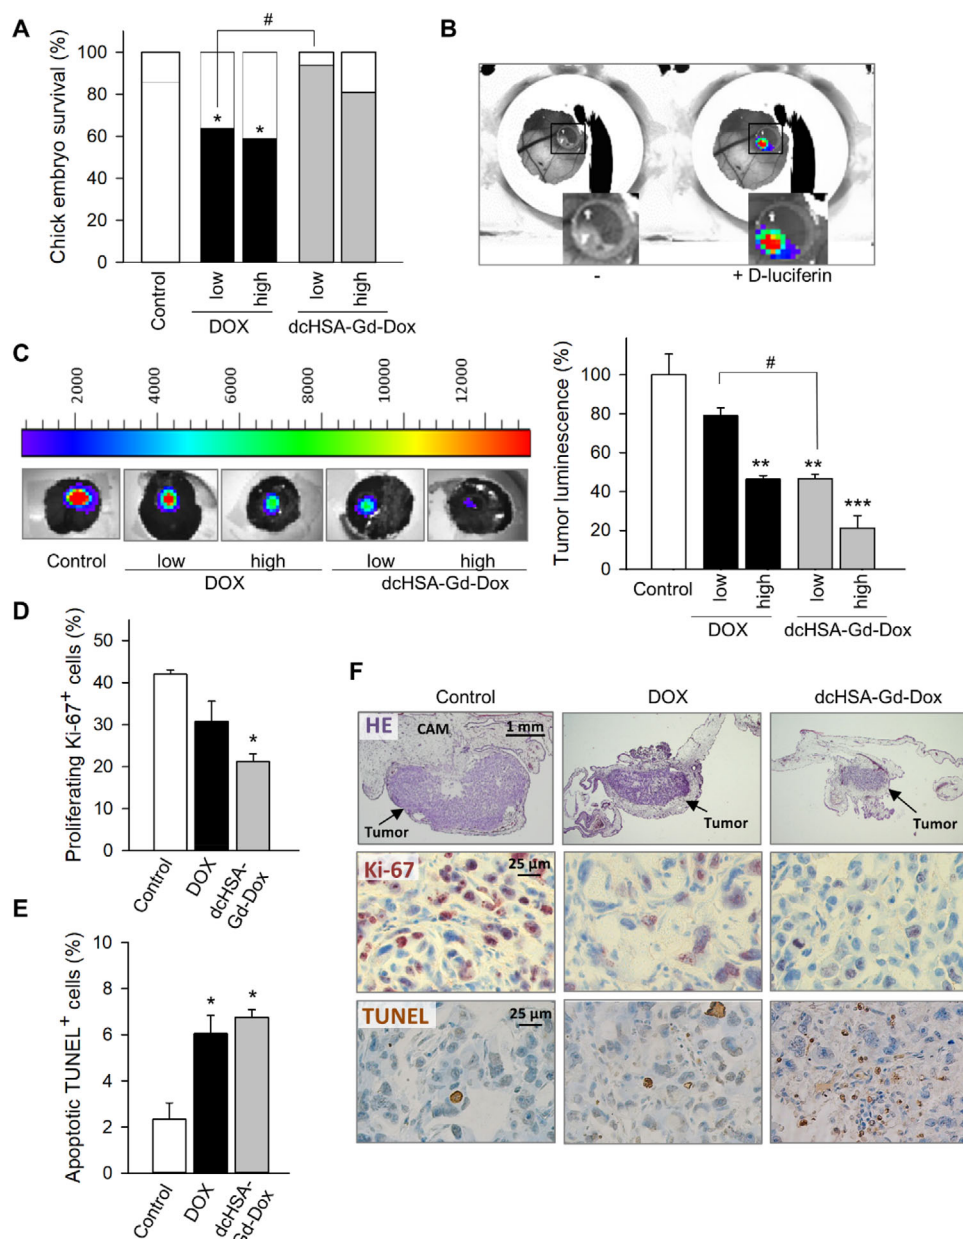 A
Chick embryo survival (%)
100
80
60
40
20
0
#
*
*
Control
low
high
low
high
DOX
dcHSA-Gd-Dox
B
-
+ D-luciferin
C
2000
4000
6000
8000
10000
12000
Control
low
high
low
high
DOX
dcHSA-Gd-Dox
Tumor luminescence (%)
100
80
60
40
20
0
#
**
**
***
Control
low
high
low
high
DOX
dcHSA-Gd-Dox
D
Proliferating Ki-67+ cells (%)
50
40
30
20
10
0
*
Control
DOX
dcHSA-
Gd-Dox
E
Apoptotic TUNEL+ cells (%)
10
8
6
4
2
0
*
*
Control
DOX
dcHSA-
Gd-Dox
F
Control
DOX
dcHSA-Gd-Dox
HE
CAM
1 mm
Tumor
Tumor
Tumor
Ki-67
25 µm
TUNEL
25 µm